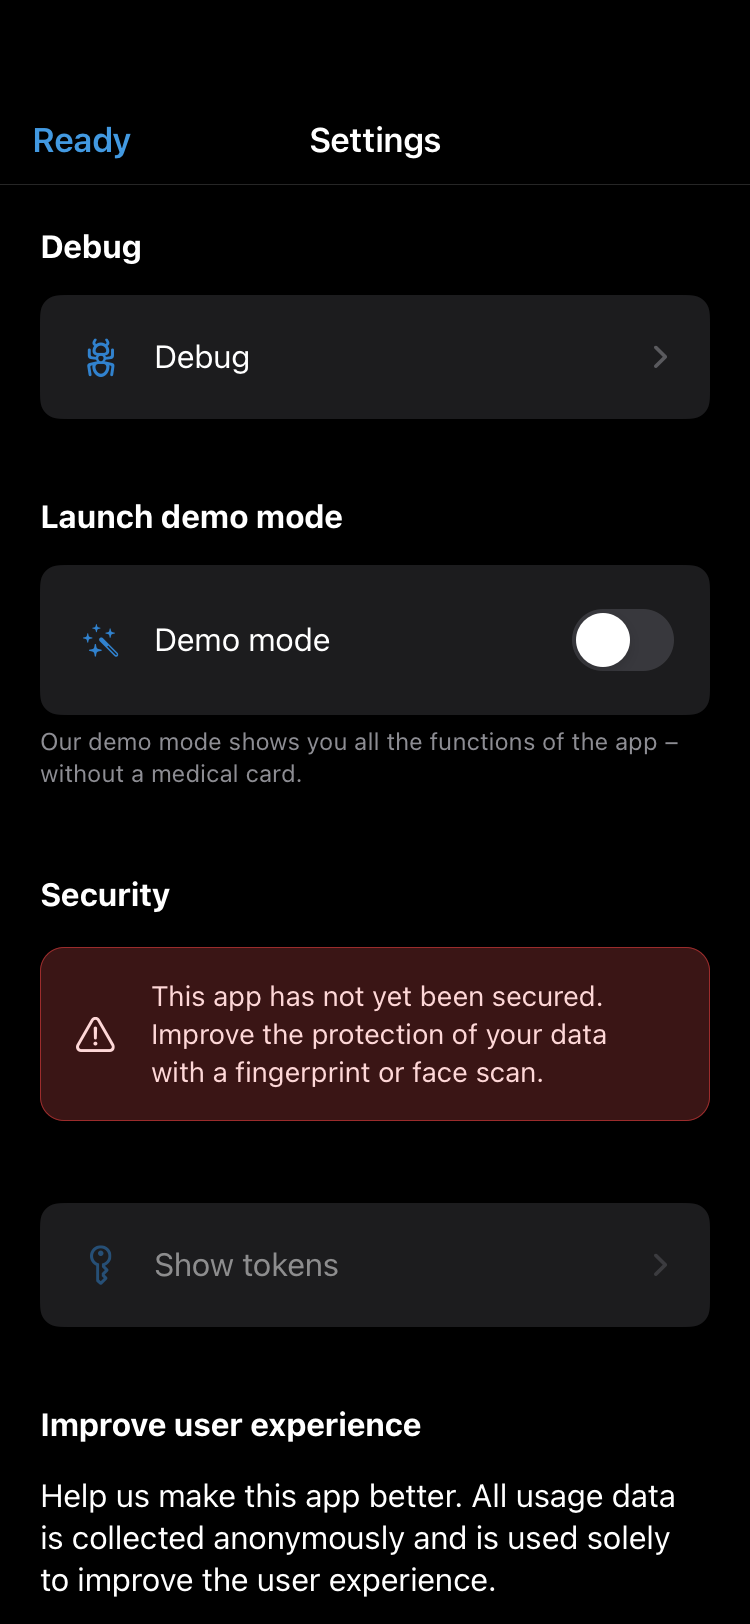 Ready
Settings
Debug
Debug
Launch demo mode
Demo mode
Our demo mode shows you all the functions of the app –
without a medical card.
Security
This app has not yet been secured.
Improve the protection of your data
with a fingerprint or face scan.
Show tokens
Improve user experience
Help us make this app better. All usage data
is collected anonymously and is used solely
to improve the user experience.